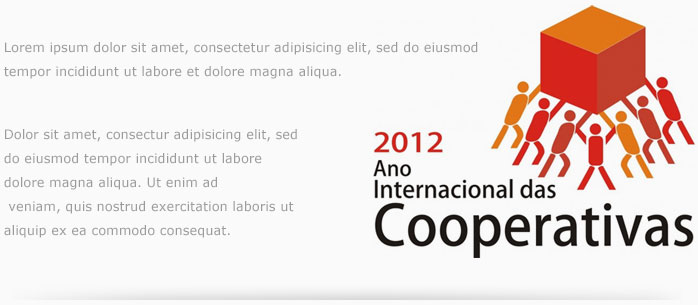 Lorem ipsum dolor sit amet, consectetur adipisicing elit, sed do eiusmod
tempor incididunt ut labore et dolore magna aliqua.
Dolor sit amet, consectur adipisicing elit, sed
do eiusmod tempor incididunt ut labore
dolore magna aliqua. Ut enim ad
veniam, quis nostrud exercitation laboris ut
aliquip ex ea commodo consequat.
2012
Ano
Internacional das
Cooperativas